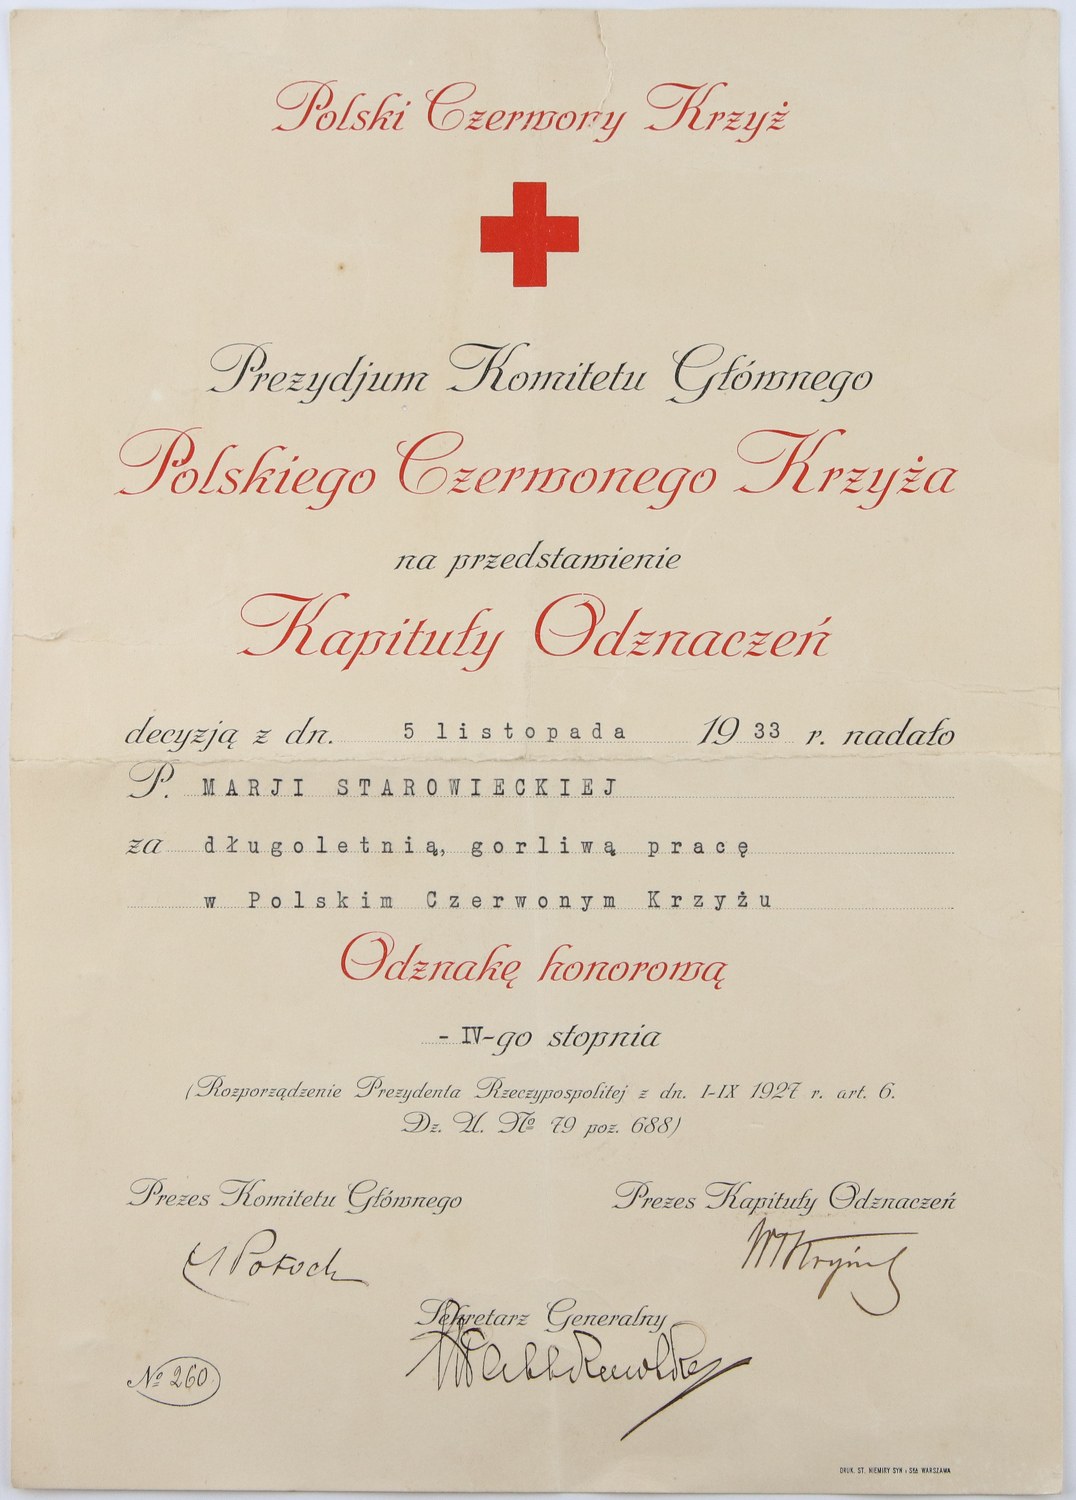 Polski Czerwony Krzyż
Prezydjum Komitetu Głównego
Polskiego Czerwonego Krzyża
na przedstawienie
Kapituły Odznaczeń
decyzją z dn. 5 listopada 1933 r. nadało
P. MARJI STAROWIECKIEJ
za długoletnią, gorliwą pracę
w Polskim Czerwonym Krzyżu
Odznakę honorową
- IV-go stopnia
(Rozporządzenie Prezydenta Rzeczypospolitej z dn. I-IX 1927 r. art. 6.
Dz. U. № 79 poz. 688)
Prezes Komitetu Głównego Prezes Kapituły Odznaczeń
Sekretarz Generalny
№ 260
DRUK. ST. NIEMIRY SYN i SKA WARSZAWA